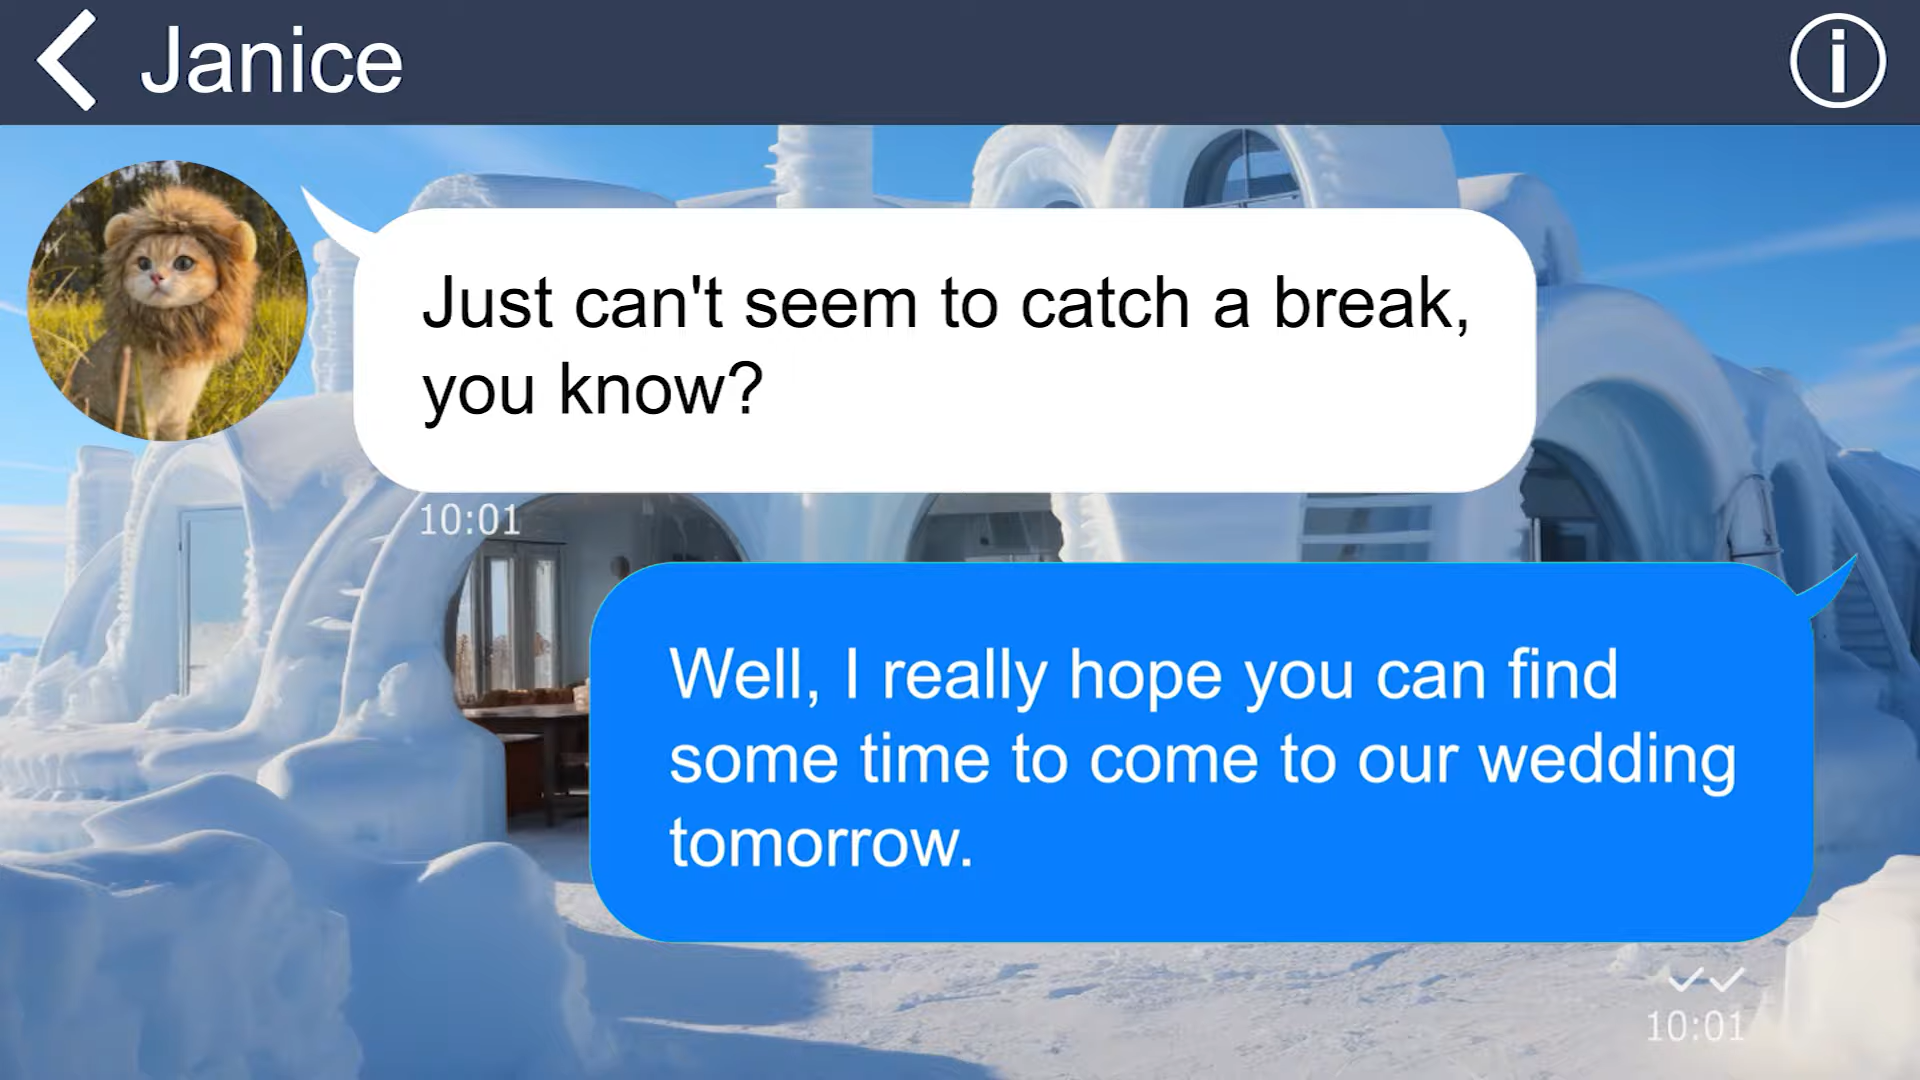 Janice
Just can't seem to catch a break,
you know?
10:01
Well, I really hope you can find
some time to come to our wedding
tomorrow.
10:01